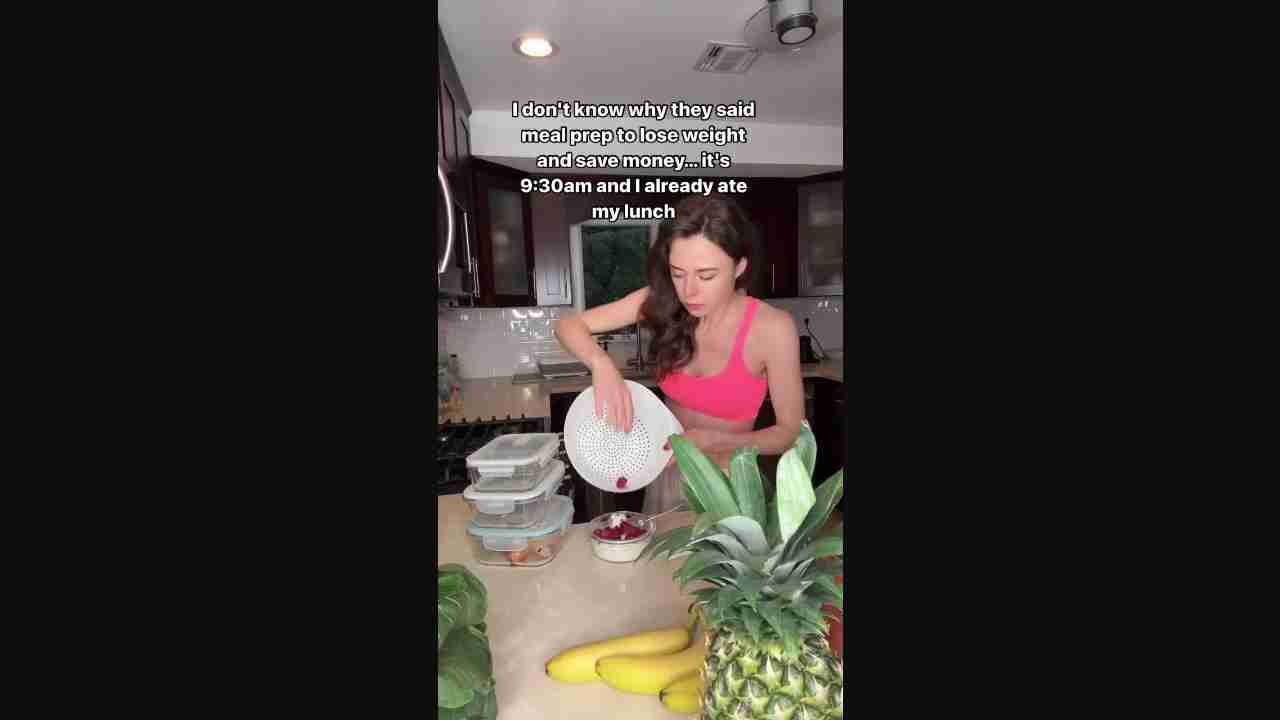 I don't know why they said
meal prep to lose weight
and save money... it's
9:30am and I already ate
my lunch